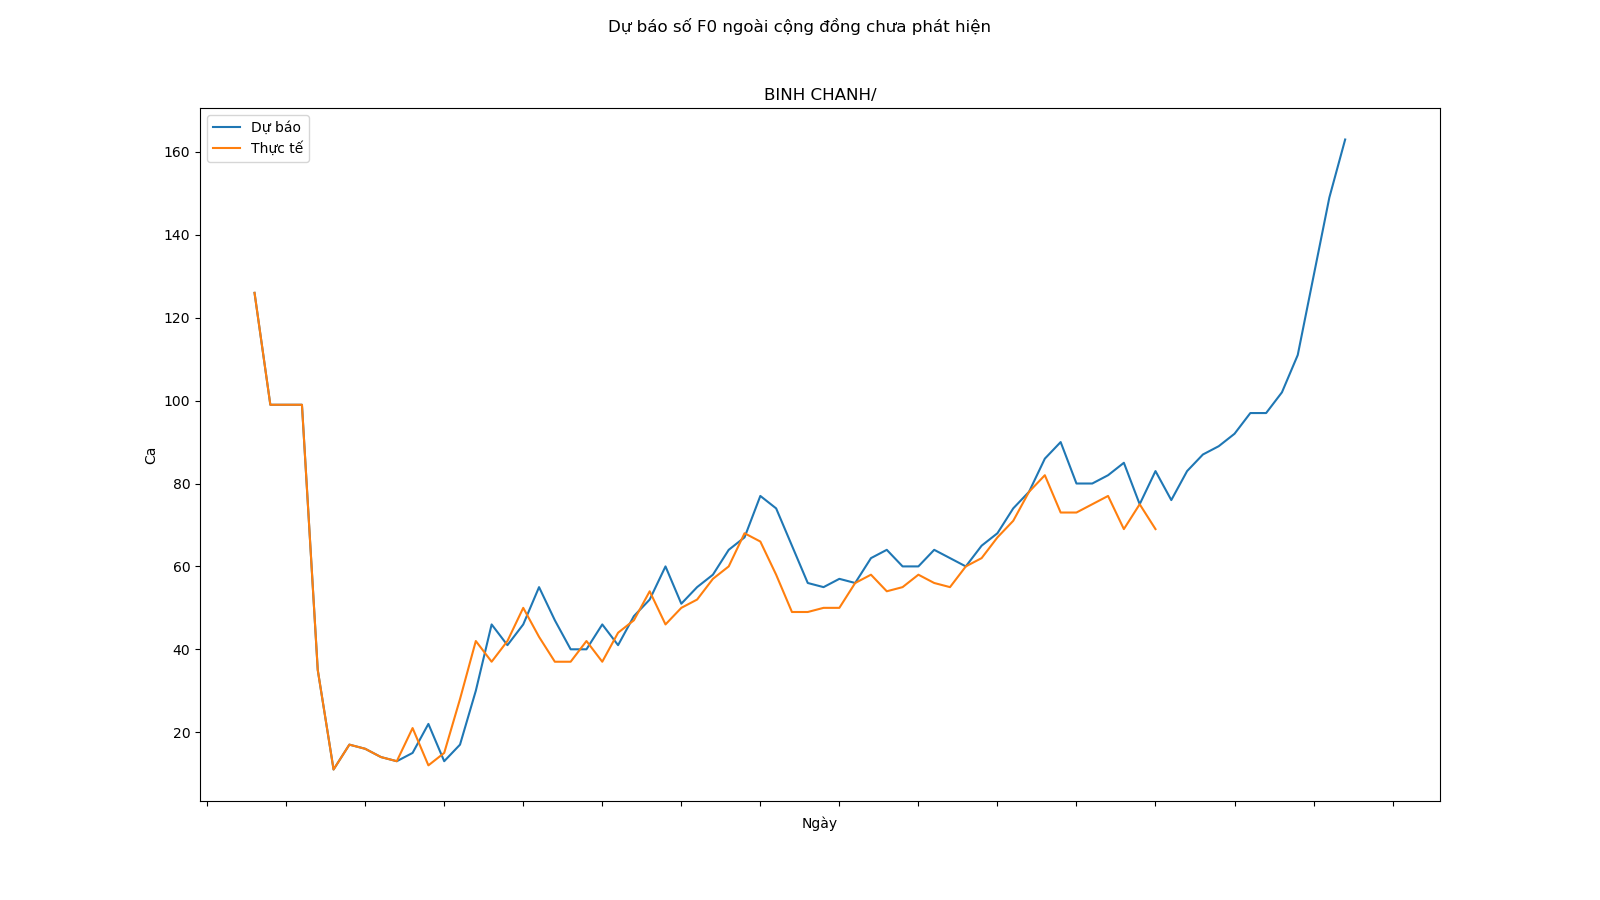 Dự báo số F0 ngoài cộng đồng chưa phát hiện
BINH CHANH/
Dự báo
Thực tế
160
140
120
100
80
60
40
20
Ca
Ngày